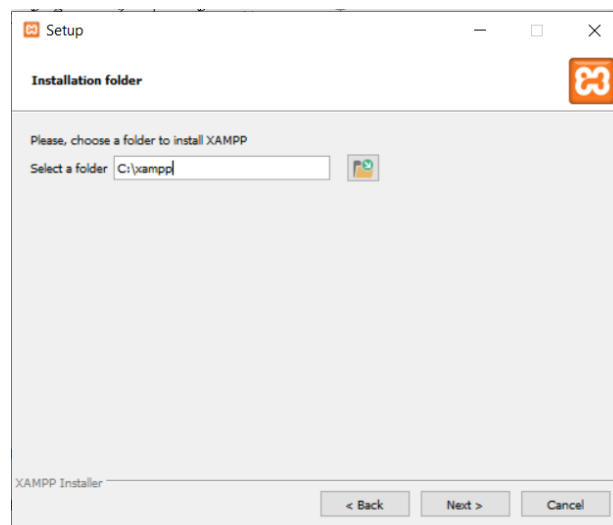 Setup
Installation folder
Please, choose a folder to install XAMPP
Select a folder C:\xampp
XAMPP Installer
< Back Next > Cancel